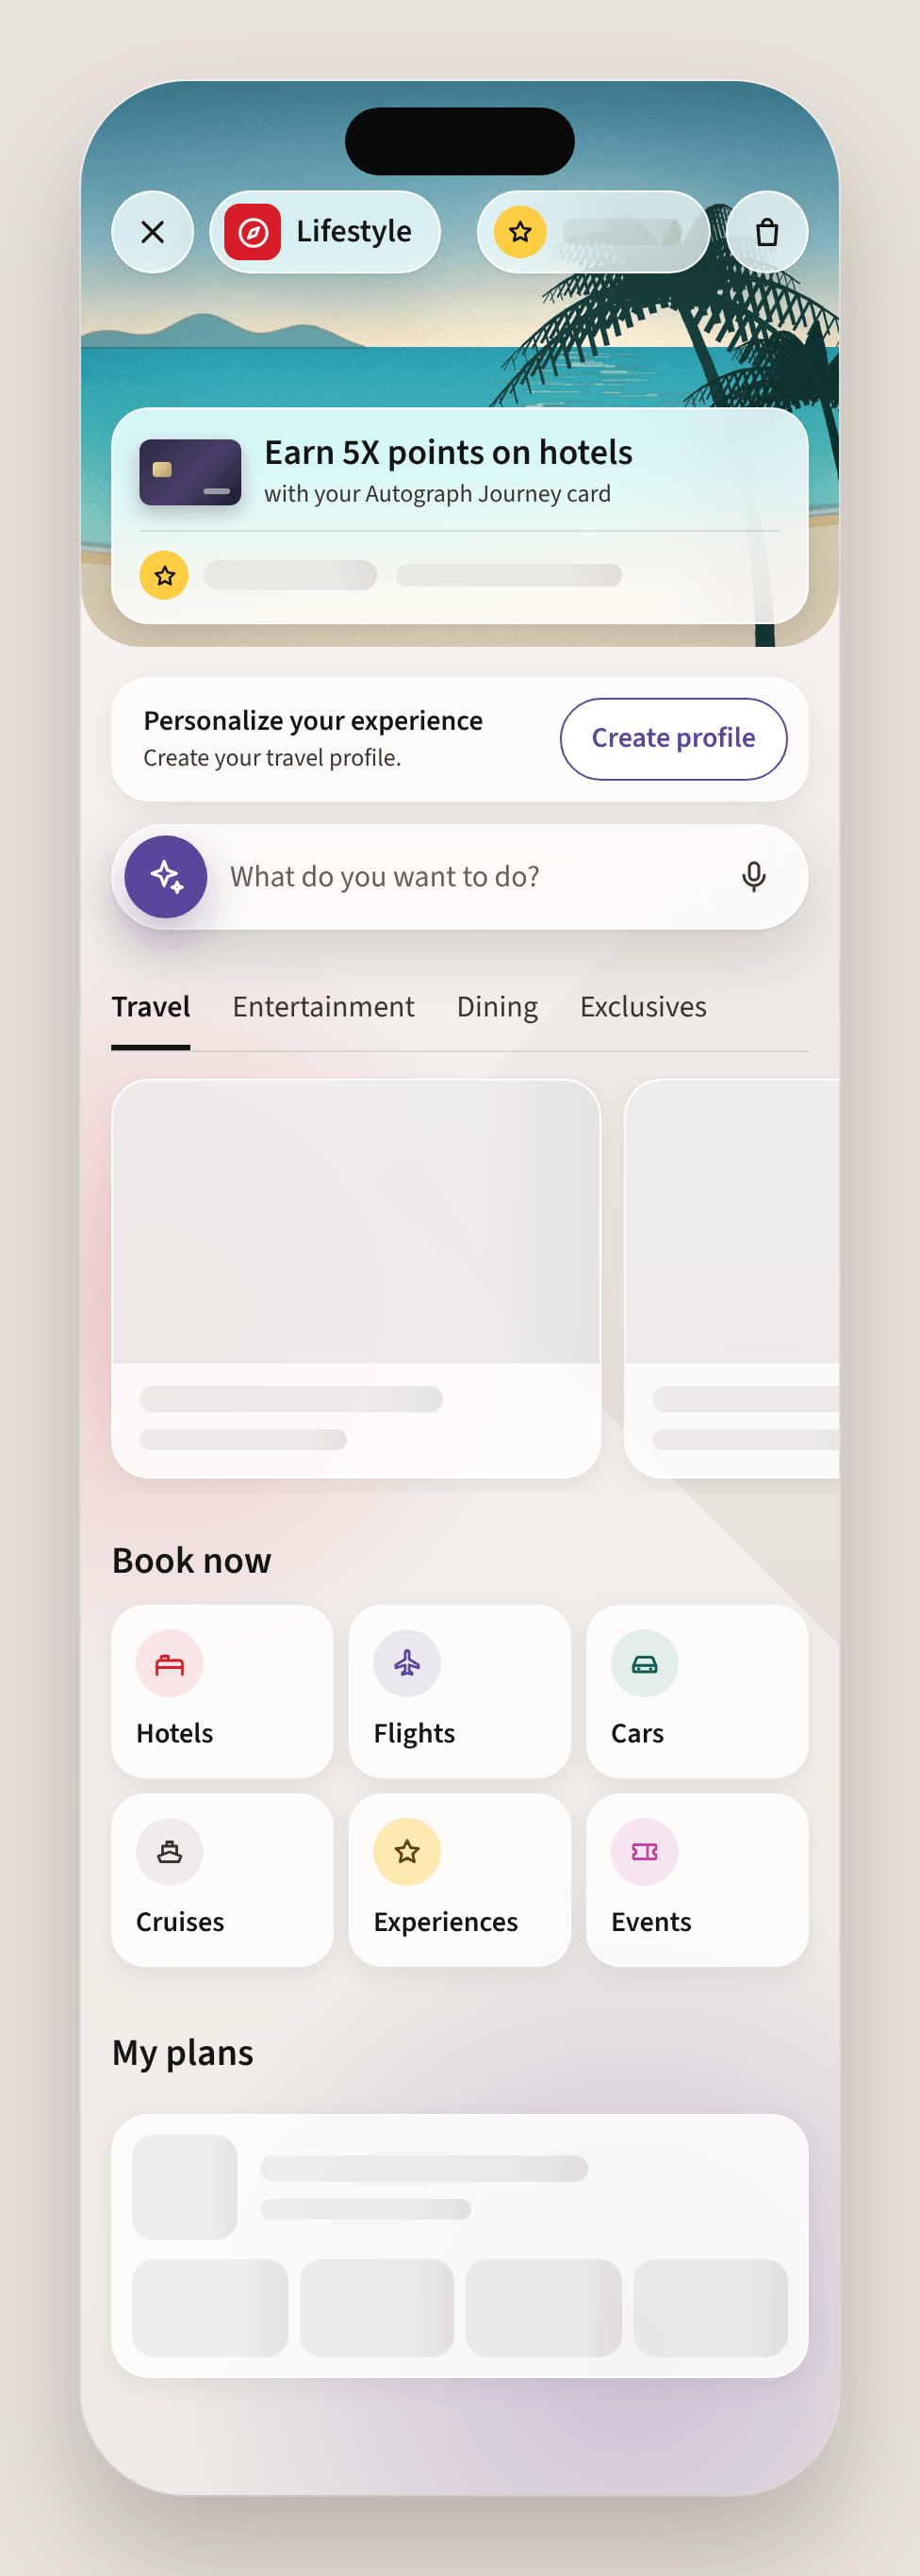 Lifestyle
Earn 5X points on hotels
with your Autograph Journey card
Personalize your experience
Create your travel profile.
Create profile
What do you want to do?
Travel Entertainment Dining Exclusives
Book now
Hotels Flights Cars
Cruises Experiences Events
My plans